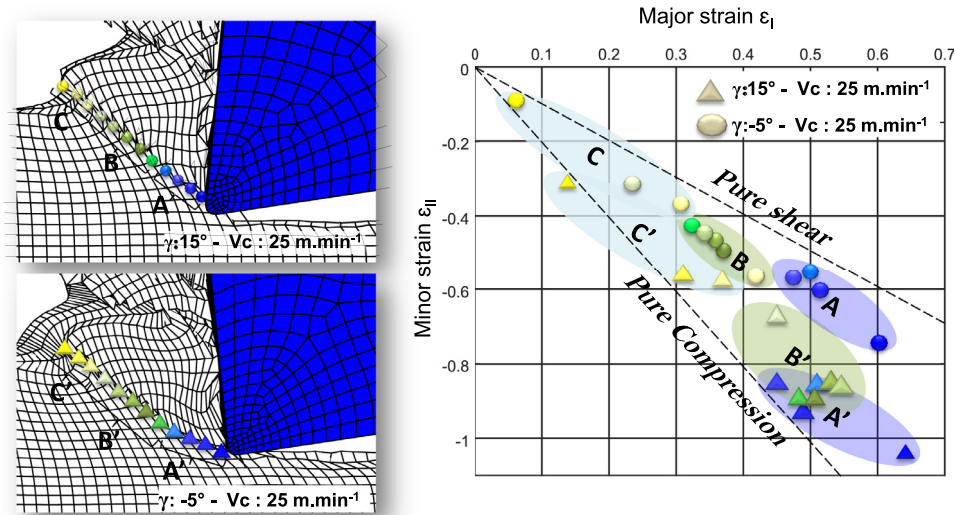 C
B
A'
γ:15° - Vc : 25 m.min-1
C'
B'
A'
γ: -5° - Vc : 25 m.min-1
Major strain εI
0 0.1 0.2 0.3 0.4 0.5 0.6 0.7
Minor strain εII
0
-0.2
-0.4
-0.6
-0.8
-1
γ:15° - Vc : 25 m.min-1
γ:-5° - Vc : 25 m.min-1
C
Pure shear
C'
B
A
Pure Compression
B'
A'